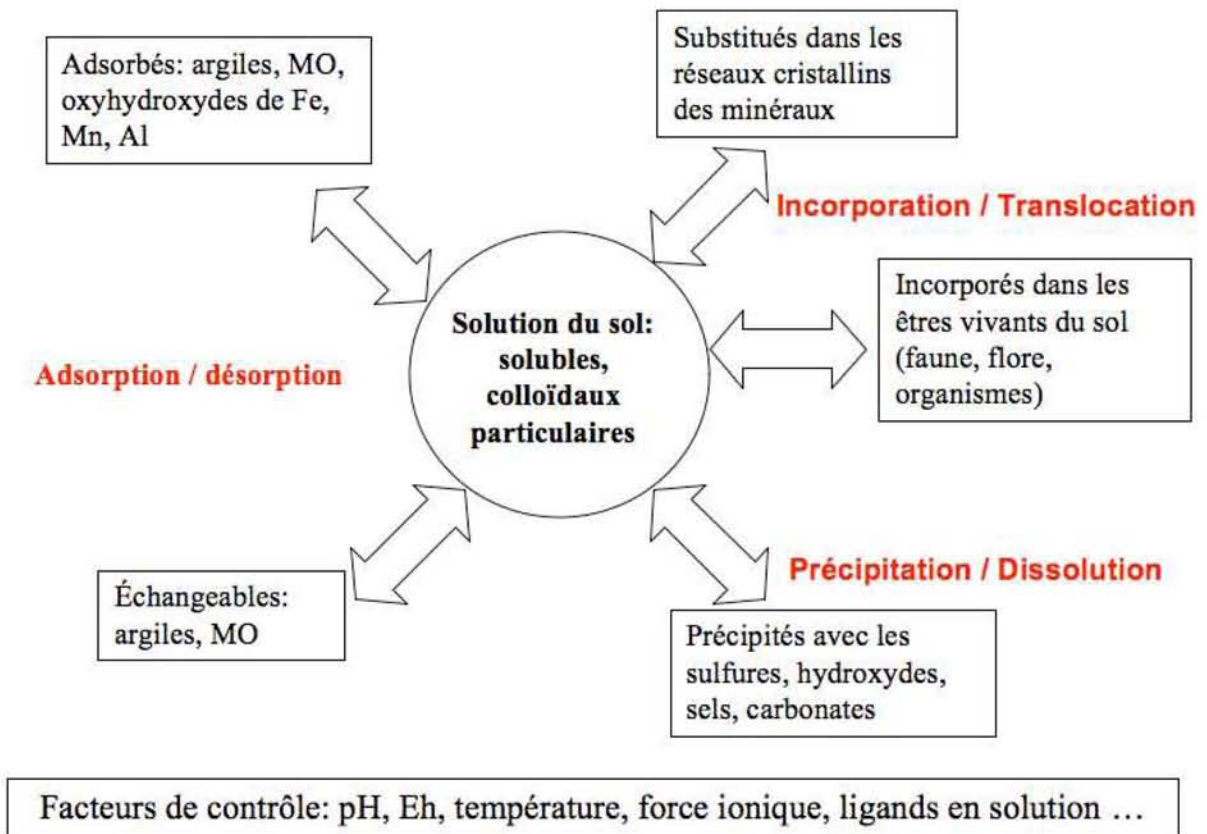 Adsorbés: argiles, MO,
oxyhydroxydes de Fe,
Mn, Al
Substitués dans les
réseaux cristallins
des minéraux
Incorporation / Translocation
Incorporés dans les
êtres vivants du sol
(faune, flore,
organismes)
Solution du sol:
solubles,
colloïdaux
particulaires
Adsorption / désorption
Précipitation / Dissolution
Échangeables:
argiles, MO
Précipités avec les
sulfures, hydroxydes,
sels, carbonates
Facteurs de contrôle: pH, Eh, température, force ionique, ligands en solution …